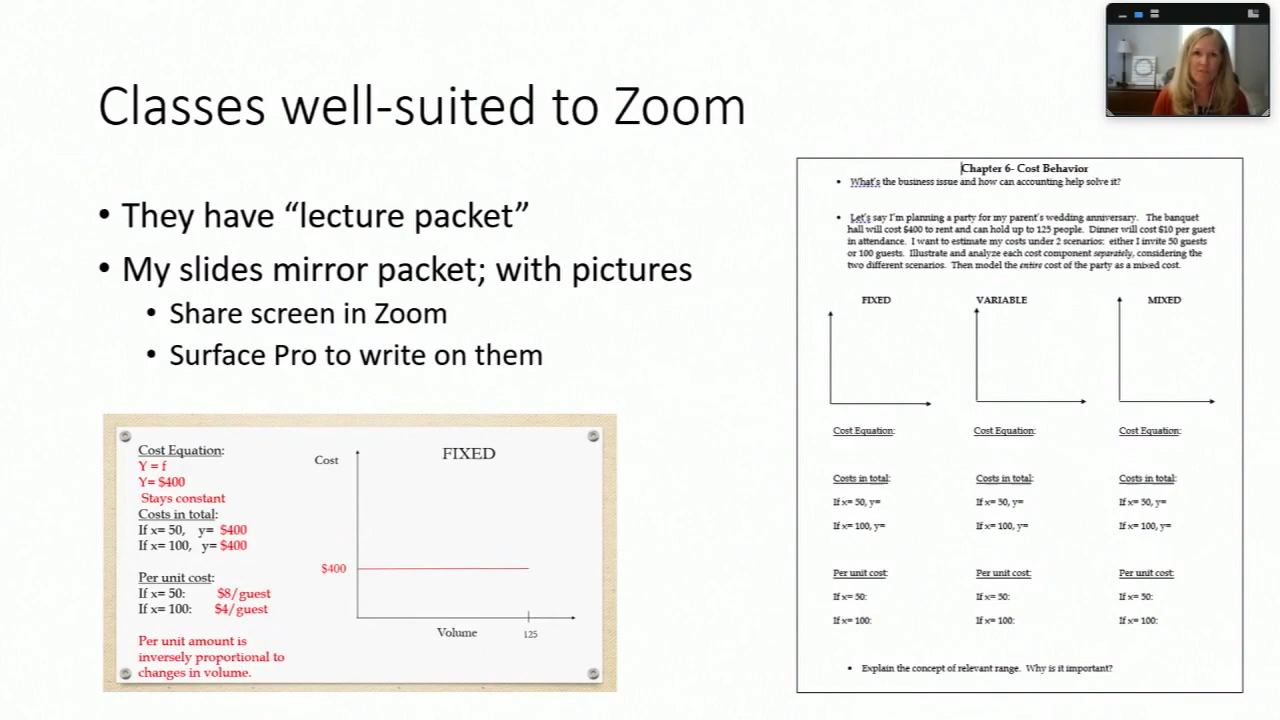 Classes well-suited to Zoom
• They have “lecture packet”
• My slides mirror packet; with pictures
• Share screen in Zoom
• Surface Pro to write on them
Cost Equation:
Y = f
Y= $400
Stays constant
Costs in total:
If x= 50, y= $400
If x= 100, y= $400
Per unit cost:
If x= 50: $8/guest
If x= 100: $4/guest
Per unit amount is
inversely proportional to
changes in volume.
FIXED
Cost
$400
Volume
125
Chapter 6- Cost Behavior
• What's the business issue and how can accounting help solve it?
• Let's say I'm planning a party for my parent's wedding anniversary. The banquet
hall will cost $400 to rent and can hold up to 125 people. Dinner will cost $10 per guest
in attendance. I want to estimate my costs under 2 scenarios: either I invite 50 guests
or 100 guests. Illustrate and analyze each cost component separately, considering the
two different scenarios. Then model the entire cost of the party as a mixed cost.
FIXED VARIABLE MIXED
Cost Equation: Cost Equation: Cost Equation:
Costs in total: Costs in total: Costs in total:
If x= 50, y= If x= 50, y= If x= 50, y=
If x= 100, y= If x= 100, y= If x= 100, y=
Per unit cost: Per unit cost: Per unit cost:
If x= 50: If x= 50: If x= 50:
If x= 100: If x= 100: If x= 100:
• Explain the concept of relevant range. Why is it important?